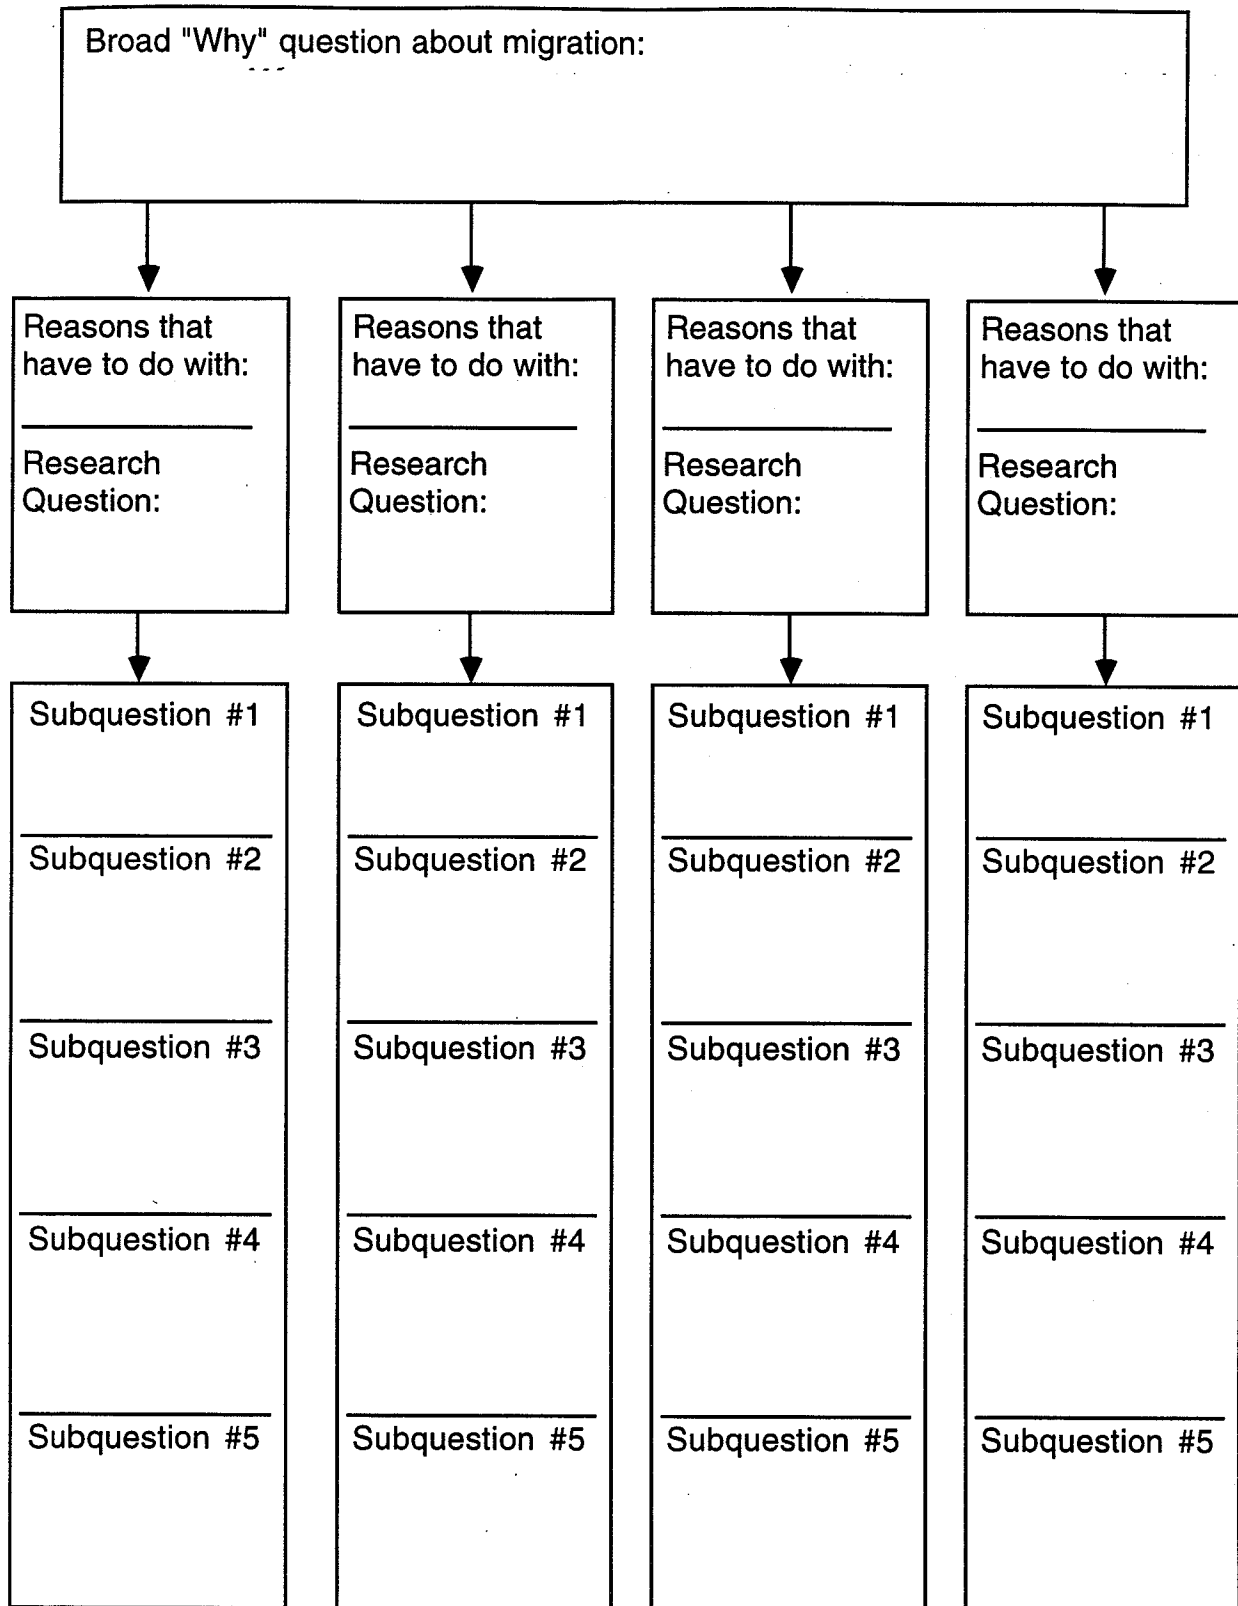 Broad "Why" question about migration:
Reasons that
have to do with:
Research
Question:
Reasons that
have to do with:
Research
Question:
Reasons that
have to do with:
Research
Question:
Reasons that
have to do with:
Research
Question:
Subquestion #1
Subquestion #2
Subquestion #3
Subquestion #4
Subquestion #5
Subquestion #1
Subquestion #2
Subquestion #3
Subquestion #4
Subquestion #5
Subquestion #1
Subquestion #2
Subquestion #3
Subquestion #4
Subquestion #5
Subquestion #1
Subquestion #2
Subquestion #3
Subquestion #4
Subquestion #5